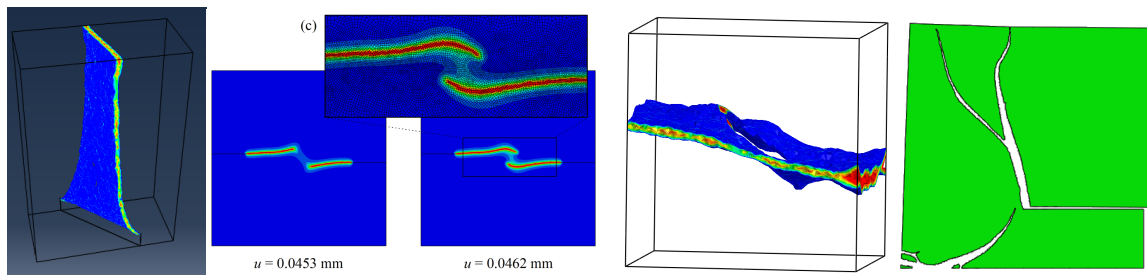 (c)
u = 0.0453 mm
u = 0.0462 mm